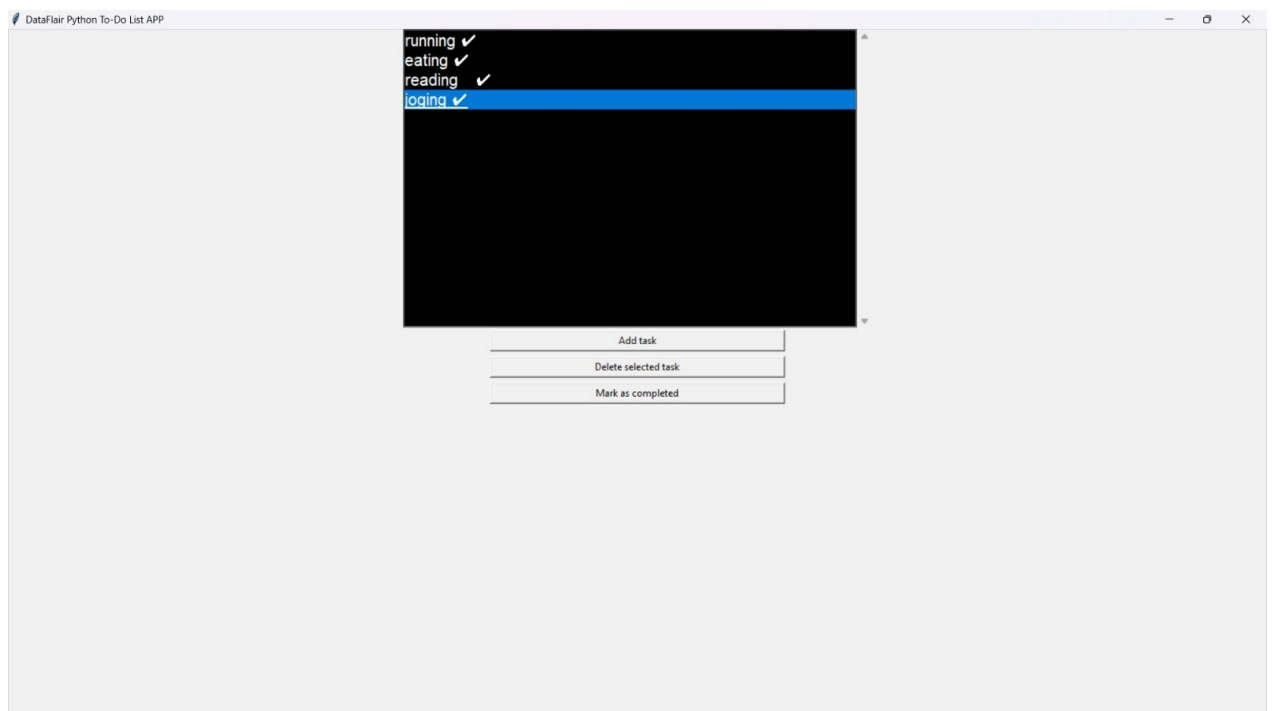 DataFlair Python To-Do List APP
running ✔
eating ✔
reading ✔
joging ✔
Add task
Delete selected task
Mark as completed